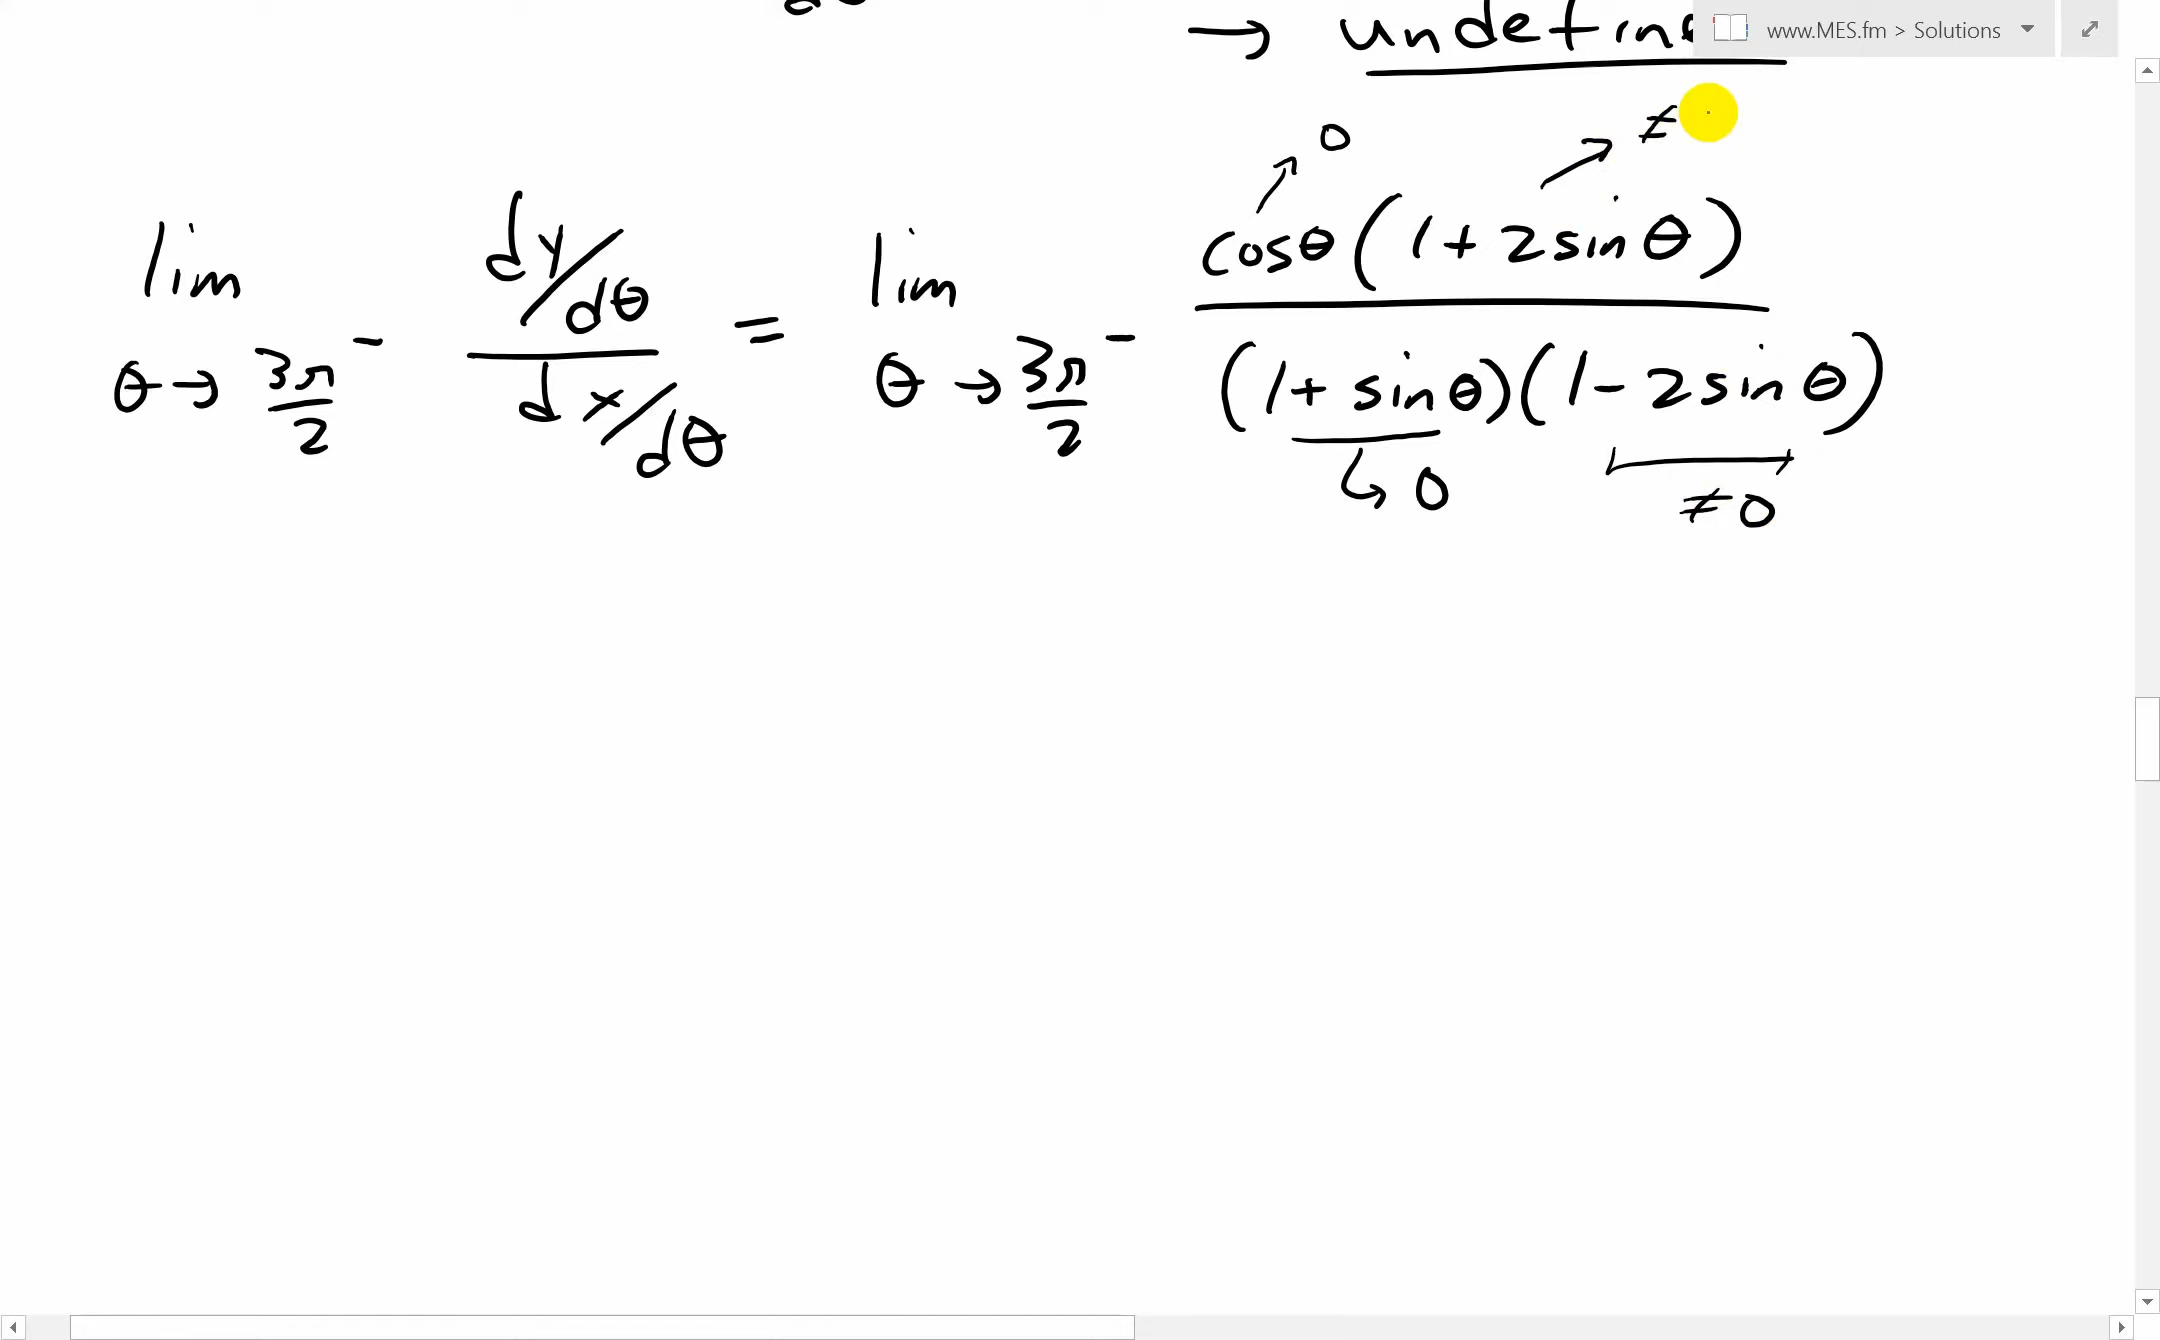 →
www.MES.fm > Solutions
0 ≠
lim θ→3π/2⁻ (dy/dθ)/(dx/dθ) = lim θ→3π/2⁻ cosθ(1+2sinθ)/((1+sinθ)(1-2sinθ))
↳ 0 ≠0